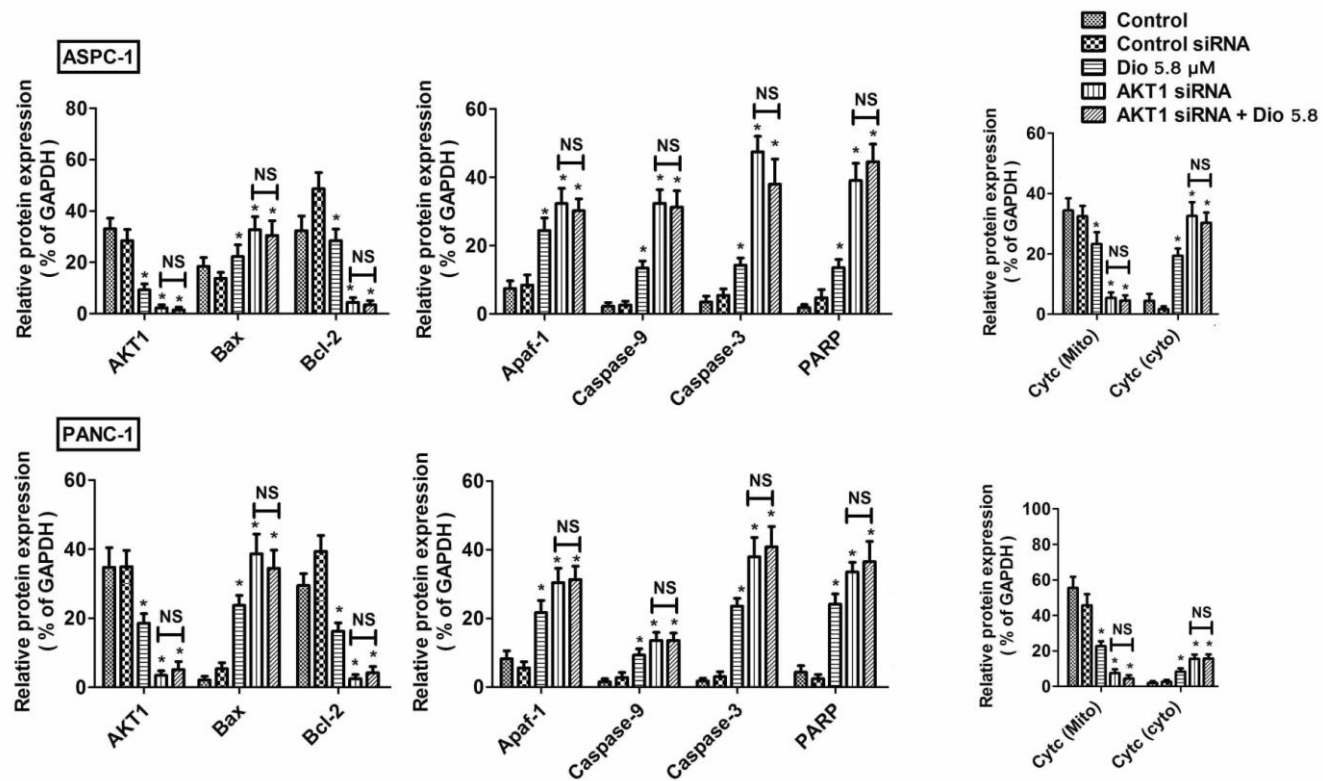 Control
Control siRNA
Dio 5.8 μM
AKT1 siRNA
AKT1 siRNA + Dio 5.8
ASPC-1
Relative protein expression
( % of GAPDH )
80
60
40
20
0
*
NS
*
*
*
NS
*
*
*
NS
*
*
AKT1
Bax
Bcl-2
Relative protein expression
( % of GAPDH )
60
40
20
0
*
NS
*
*
*
NS
*
*
*
NS
*
*
*
NS
*
*
Apaf-1
Caspase-9
Caspase-3
PARP
Relative protein expression
( % of GAPDH )
60
40
20
0
*
NS
*
*
*
NS
*
*
Cytc (Mito)
Cytc (cyto)
PANC-1
Relative protein expression
( % of GAPDH )
60
40
20
0
*
NS
*
*
*
NS
*
*
*
NS
*
*
AKT1
Bax
Bcl-2
Relative protein expression
( % of GAPDH )
60
40
20
0
*
NS
*
*
*
NS
*
*
*
NS
*
*
*
NS
*
*
Apaf-1
Caspase-9
Caspase-3
PARP
Relative protein expression
( % of GAPDH )
100
80
60
40
20
0
*
NS
*
*
*
NS
*
*
Cytc (Mito)
Cytc (cyto)